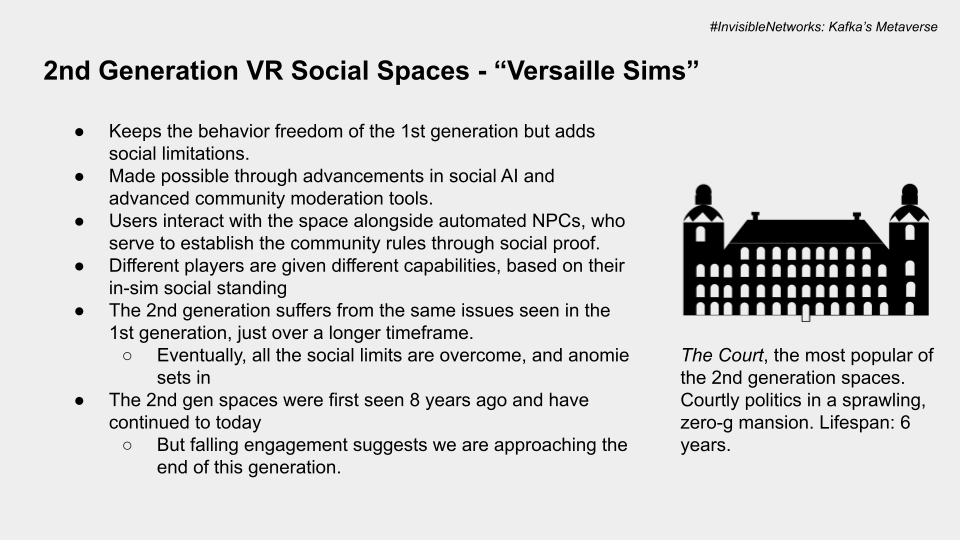 #InvisibleNetworks: Kafka's Metaverse
2nd Generation VR Social Spaces - “Versaille Sims”
● Keeps the behavior freedom of the 1st generation but adds
social limitations.
● Made possible through advancements in social AI and
advanced community moderation tools.
● Users interact with the space alongside automated NPCs, who
serve to establish the community rules through social proof.
● Different players are given different capabilities, based on their
in-sim social standing
● The 2nd generation suffers from the same issues seen in the
1st generation, just over a longer timeframe.
○ Eventually, all the social limits are overcome, and anomie
sets in
● The 2nd gen spaces were first seen 8 years ago and have
continued to today
○ But falling engagement suggests we are approaching the
end of this generation.
The Court, the most popular of
the 2nd generation spaces.
Courtly politics in a sprawling,
zero-g mansion. Lifespan: 6
years.